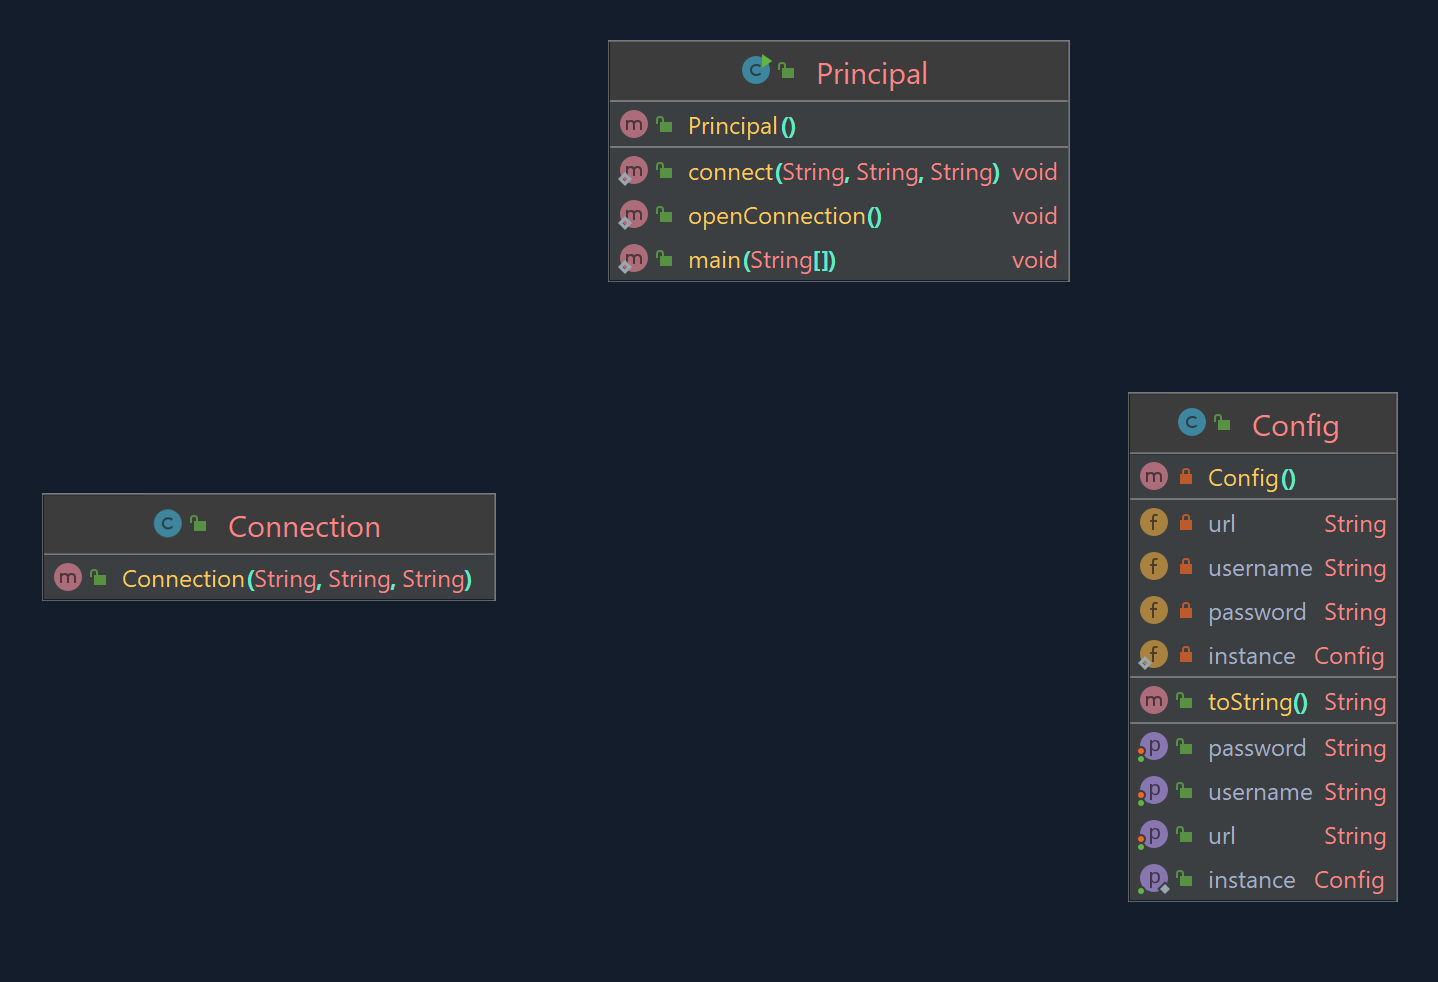 Principal
Principal()
connect(String, String, String) void
openConnection() void
main(String[]) void
Config
Config()
url String
username String
password String
instance Config
toString() String
password String
username String
url String
instance Config
Connection
Connection(String, String, String)